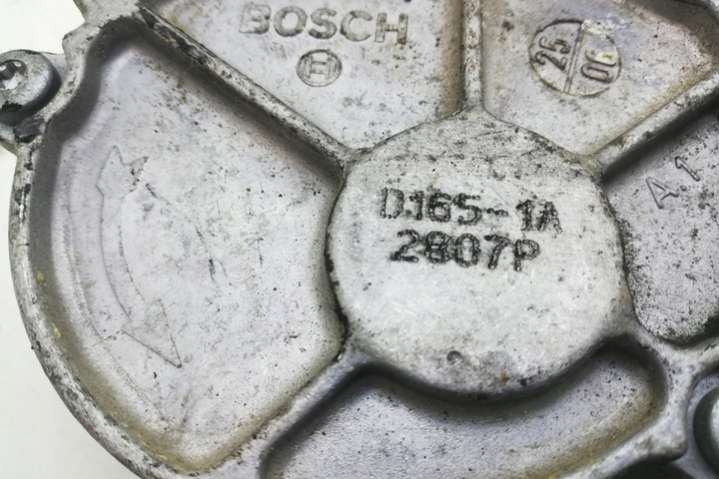 BOSCH
25
06
A1
D165-1A
2807P